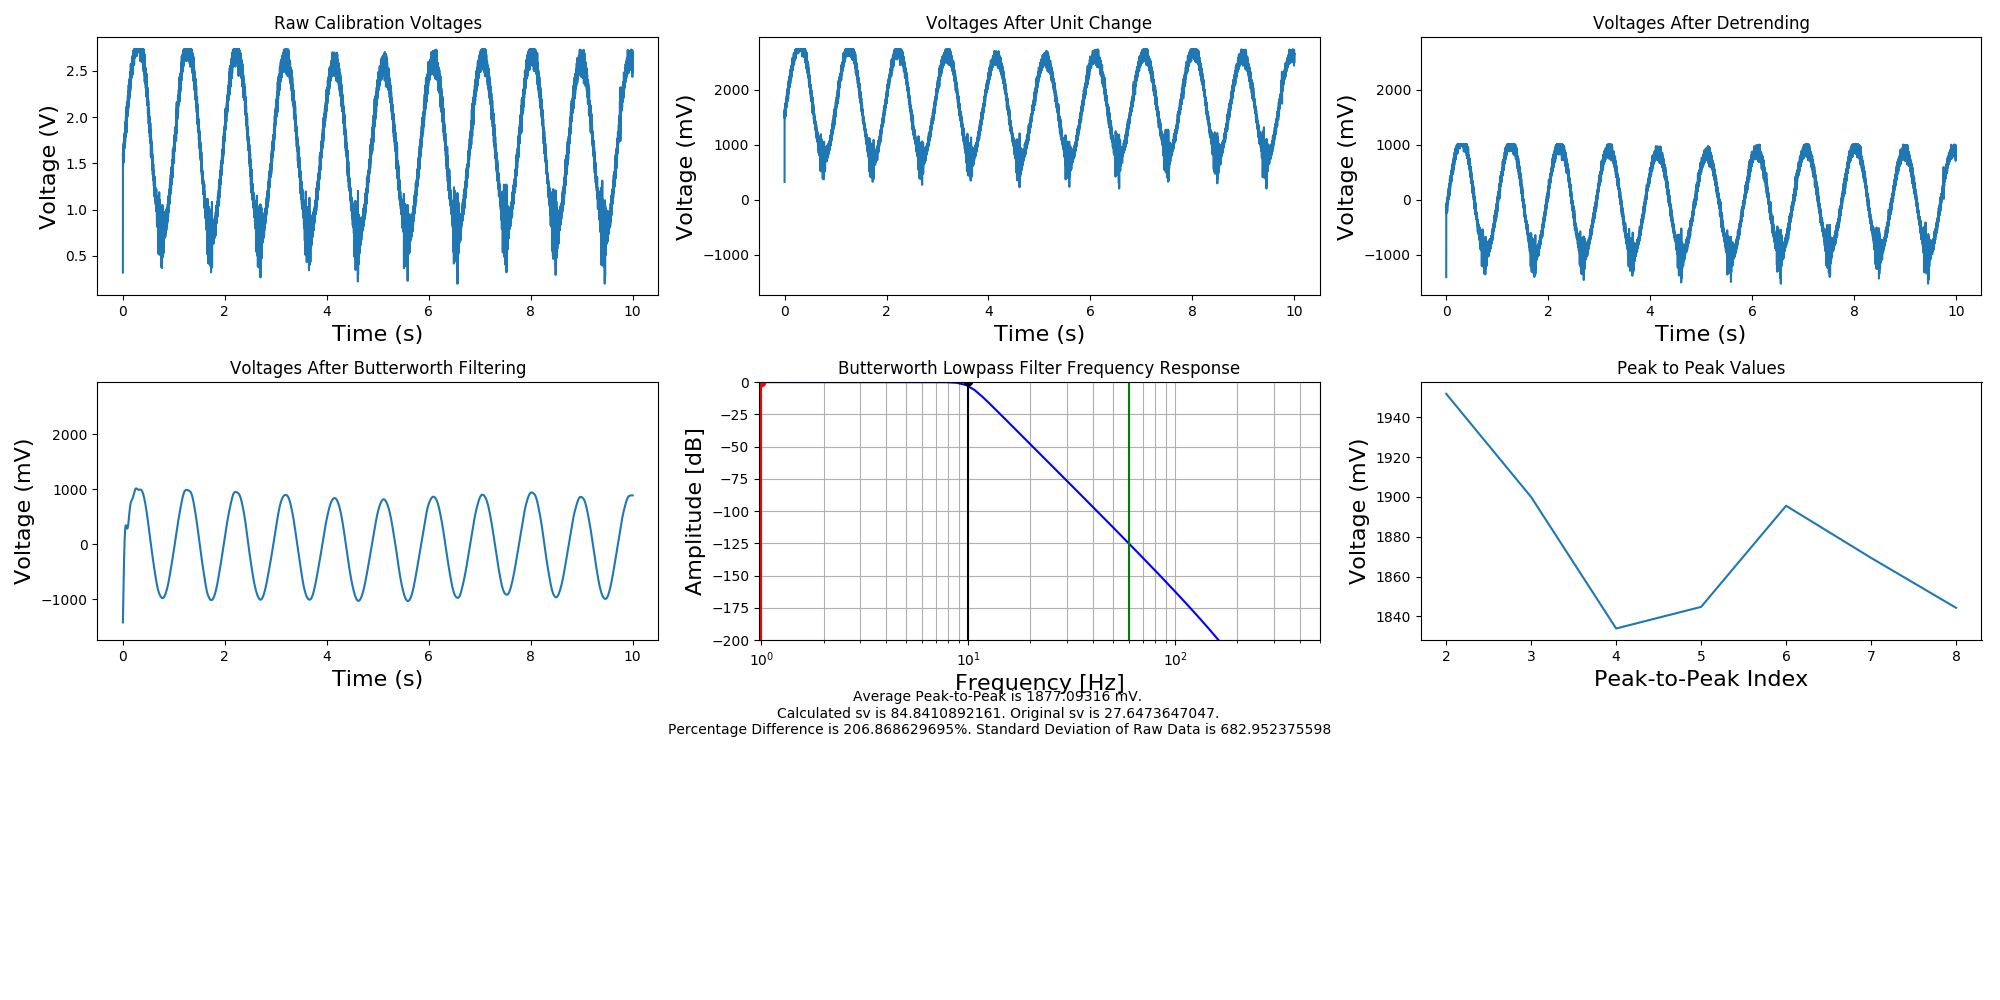 Raw Calibration Voltages
Voltage (V)
2.5
2.0
1.5
1.0
0.5
0 2 4 6 8 10
Time (s)
Voltages After Unit Change
Voltage (mV)
2000
1000
0
−1000
0 2 4 6 8 10
Time (s)
Voltages After Detrending
Voltage (mV)
2000
1000
0
−1000
0 2 4 6 8 10
Time (s)
Voltages After Butterworth Filtering
Voltage (mV)
2000
1000
0
−1000
0 2 4 6 8 10
Time (s)
Butterworth Lowpass Filter Frequency Response
Amplitude [dB]
0
−25
−50
−75
−100
−125
−150
−175
−200
10⁰ 10¹ 10²
Frequency [Hz]
Peak to Peak Values
Voltage (mV)
1940
1920
1900
1880
1860
1840
2 3 4 5 6 7 8
Peak-to-Peak Index
Average Peak-to-Peak is 1877.09316 mV.
Calculated sv is 84.8410892161. Original sv is 27.6473647047.
Percentage Difference is 206.868629695%. Standard Deviation of Raw Data is 682.952375598